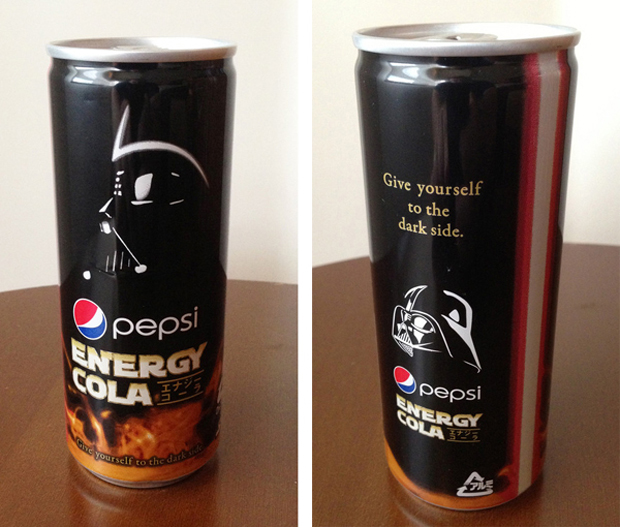 pepsi
ENERGY
COLA エナジー
コーラ
Give yourself to the dark side.
Give yourself
to the
dark side.
pepsi
ENERGY
COLA エナジー
コーラ
アルミ